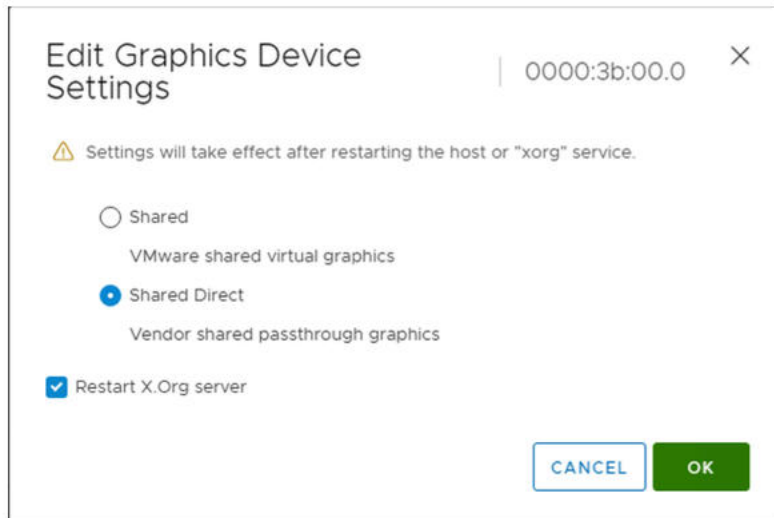 Edit Graphics Device
Settings
0000:3b:00.0
Settings will take effect after restarting the host or "xorg" service.
Shared
VMware shared virtual graphics
Shared Direct
Vendor shared passthrough graphics
Restart X.Org server
CANCEL
OK